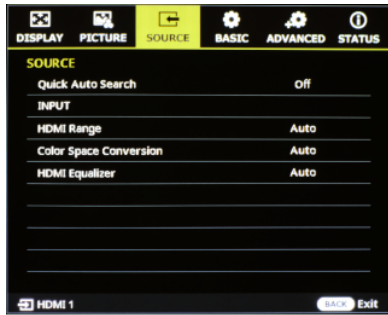 DISPLAY PICTURE SOURCE BASIC ADVANCED STATUS
SOURCE
Quick Auto Search Off
INPUT
HDMI Range Auto
Color Space Conversion Auto
HDMI Equalizer Auto
HDMI 1 BACK Exit